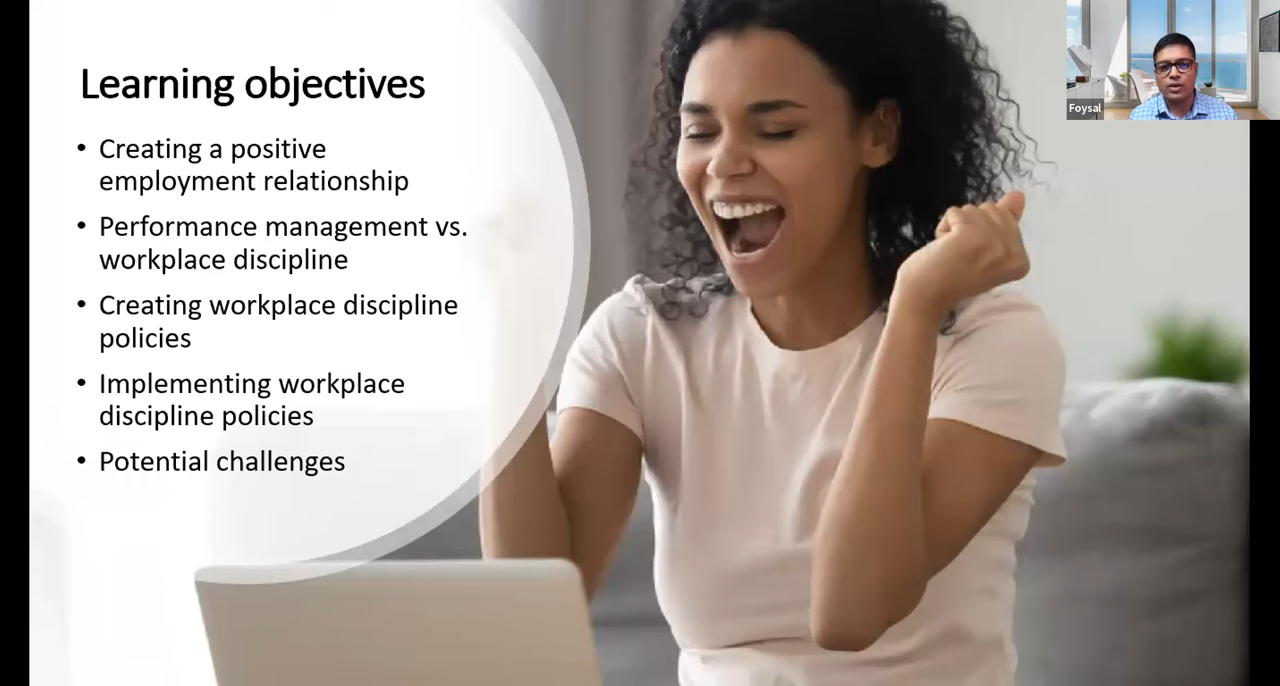 Learning objectives
• Creating a positive
employment relationship
• Performance management vs.
workplace discipline
• Creating workplace discipline
policies
• Implementing workplace
discipline policies
• Potential challenges
Foysal